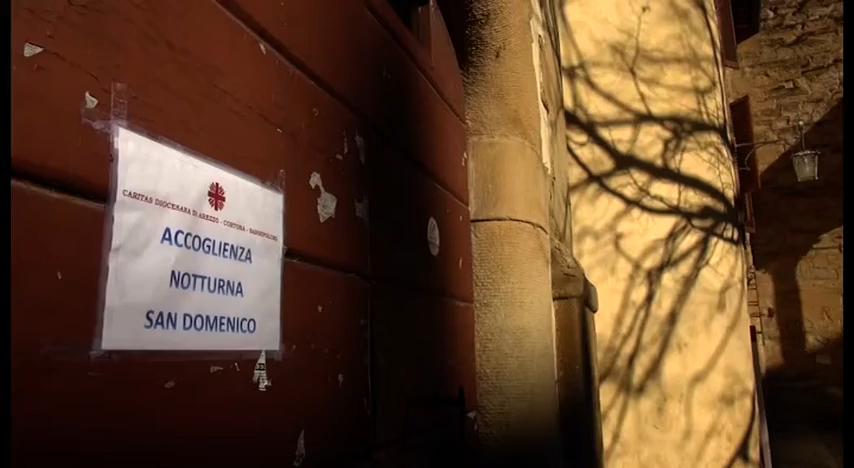 CARITAS DIOCESANA DI AREZZO - CORTONA - SANSEPOLCRO
ACCOGLIENZA
NOTTURNA
SAN DOMENICO